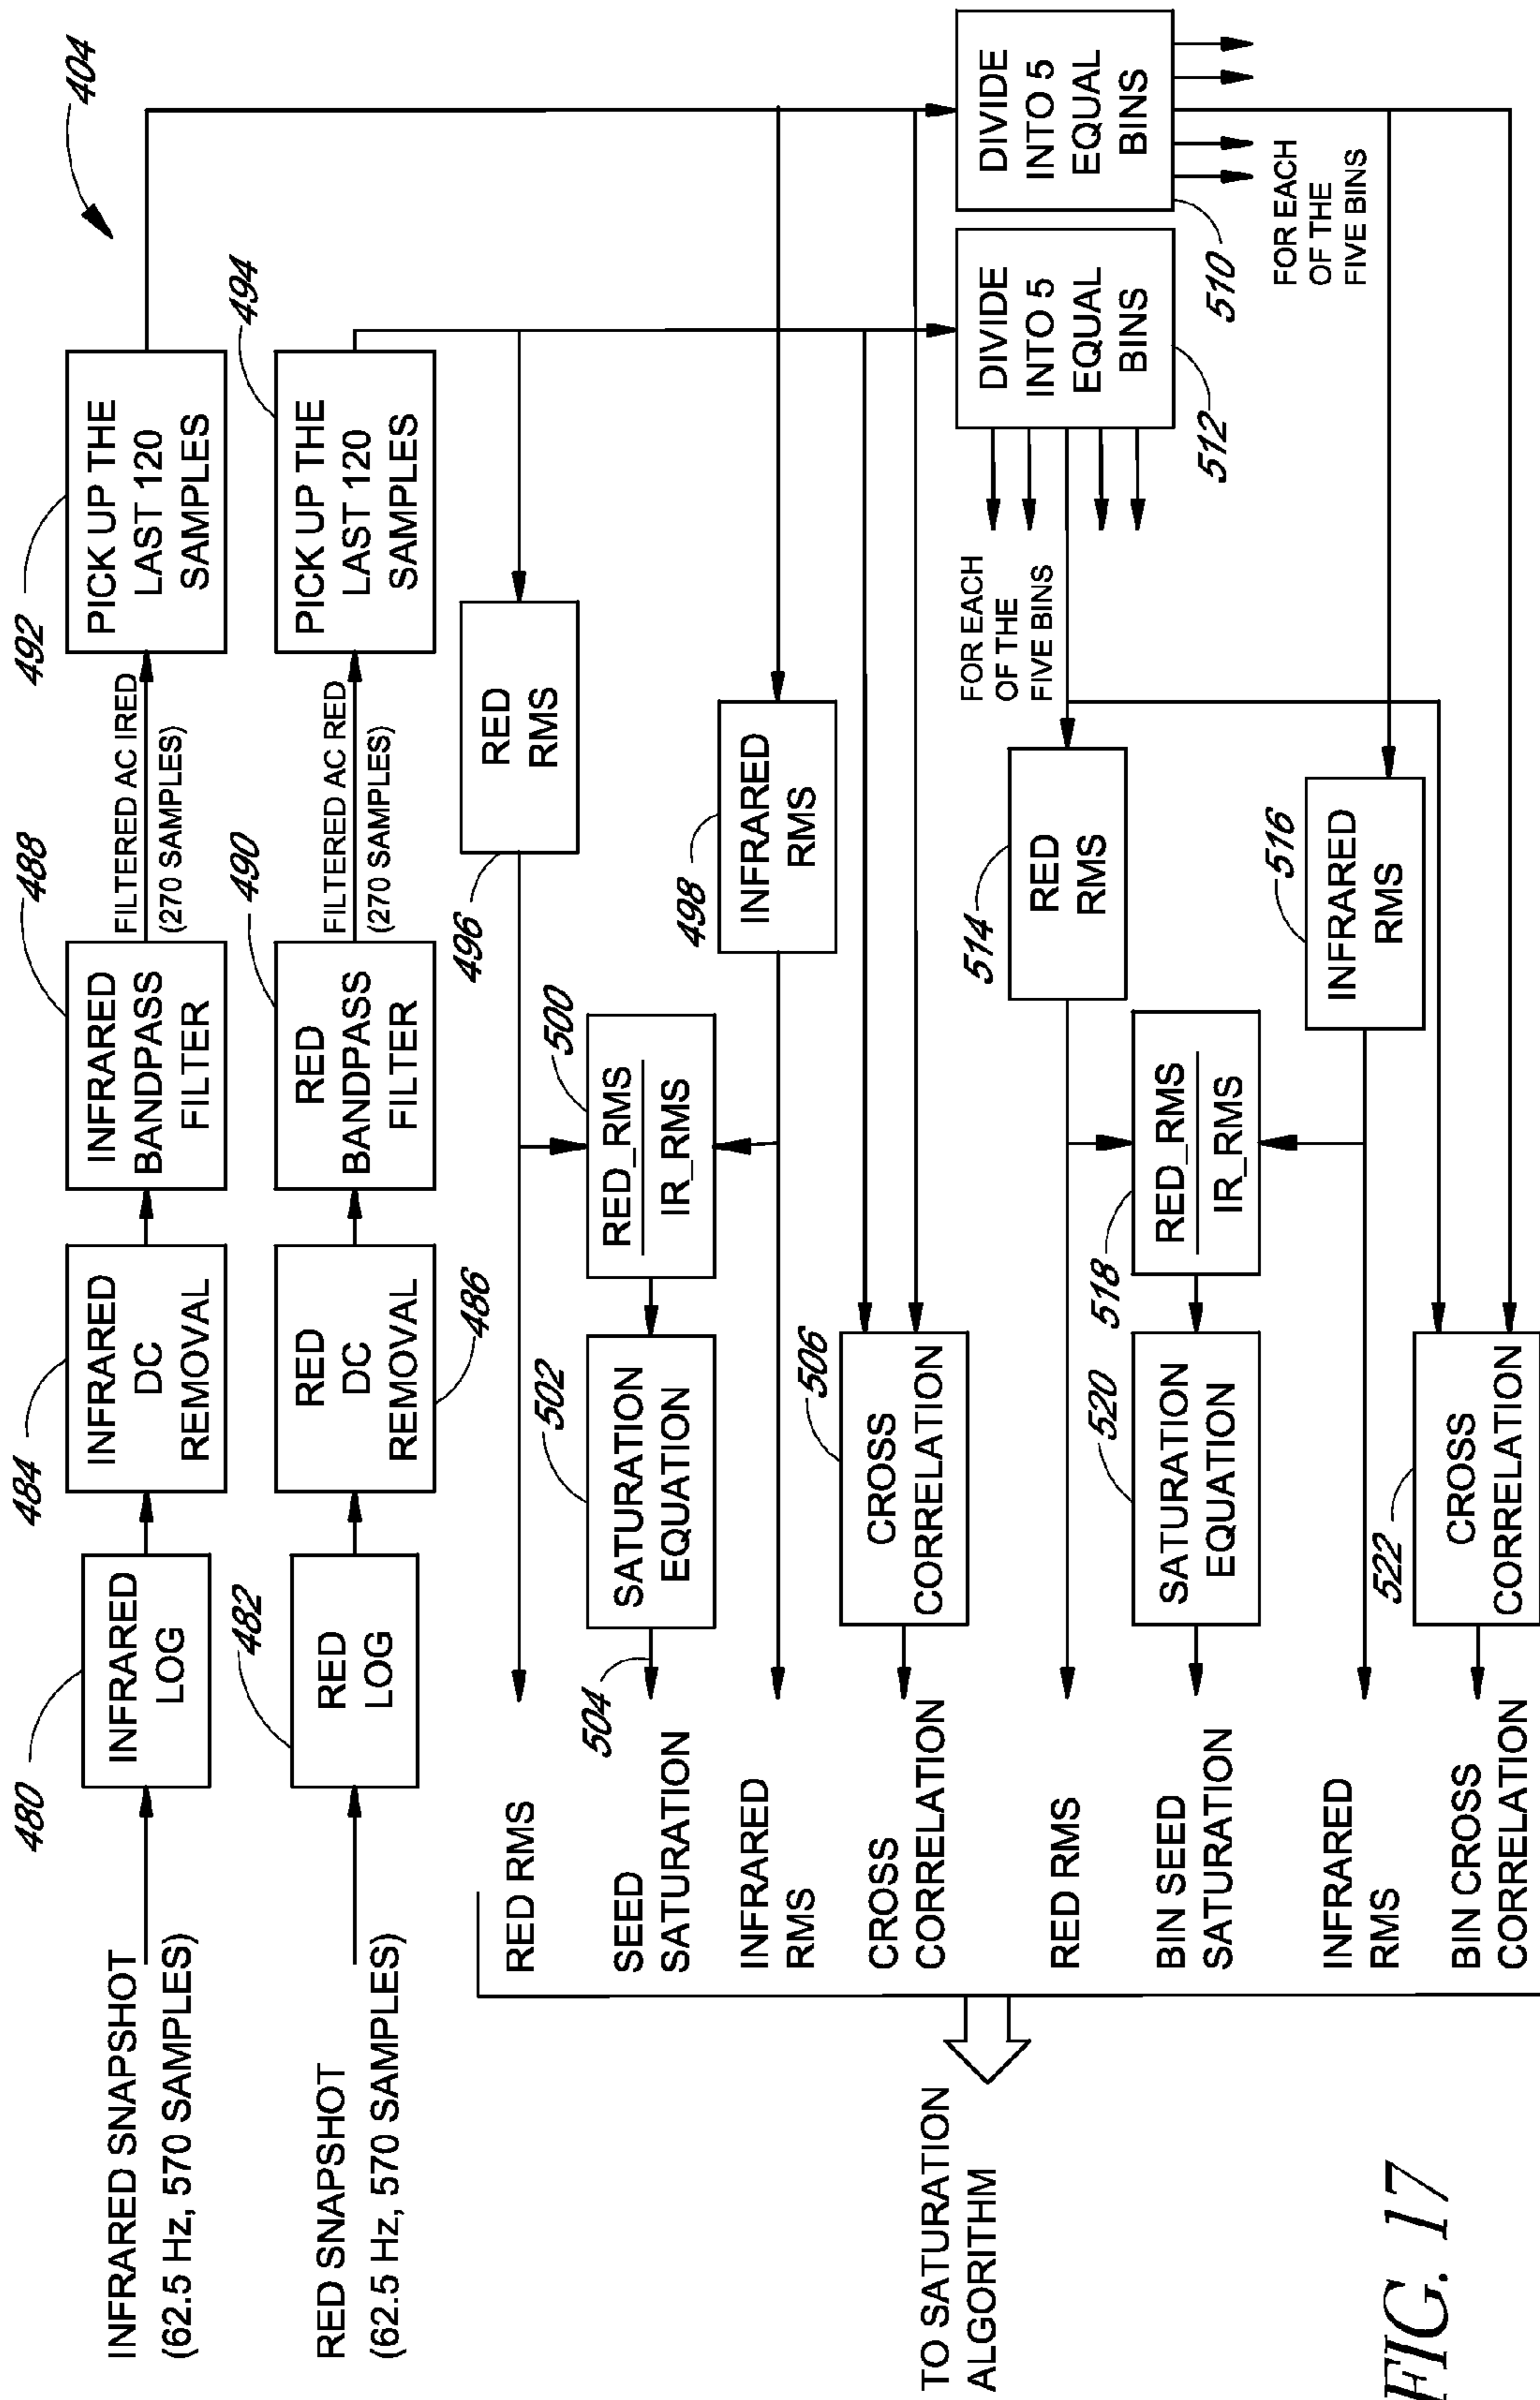 404
INFRARED SNAPSHOT
(62.5 Hz, 570 SAMPLES)
480
INFRARED
LOG
484
INFRARED
DC
REMOVAL
488
INFRARED
BANDPASS
FILTER
FILTERED AC IRED
(270 SAMPLES)
492
PICK UP THE
LAST 120
SAMPLES
RED SNAPSHOT
(62.5 Hz, 570 SAMPLES)
482
RED
LOG
486
RED
DC
REMOVAL
490
RED
BANDPASS
FILTER
FILTERED AC RED
(270 SAMPLES)
494
PICK UP THE
LAST 120
SAMPLES
RED RMS
496
RED
RMS
SEED
SATURATION
504
502
SATURATION
EQUATION
500
RED_RMS
IR_RMS
INFRARED
RMS
498
INFRARED
RMS
CROSS
CORRELATION
506
CROSS
CORRELATION
DIVIDE
INTO 5
EQUAL
BINS
512
DIVIDE
INTO 5
EQUAL
BINS
510
FOR EACH
OF THE
FIVE BINS
FOR EACH
OF THE
FIVE BINS
RED RMS
514
RED
RMS
BIN SEED
SATURATION
520
SATURATION
EQUATION
518
RED_RMS
IR_RMS
INFRARED
RMS
516
INFRARED
RMS
BIN CROSS
CORRELATION
522
CROSS
CORRELATION
TO SATURATION
ALGORITHM
FIG. 17